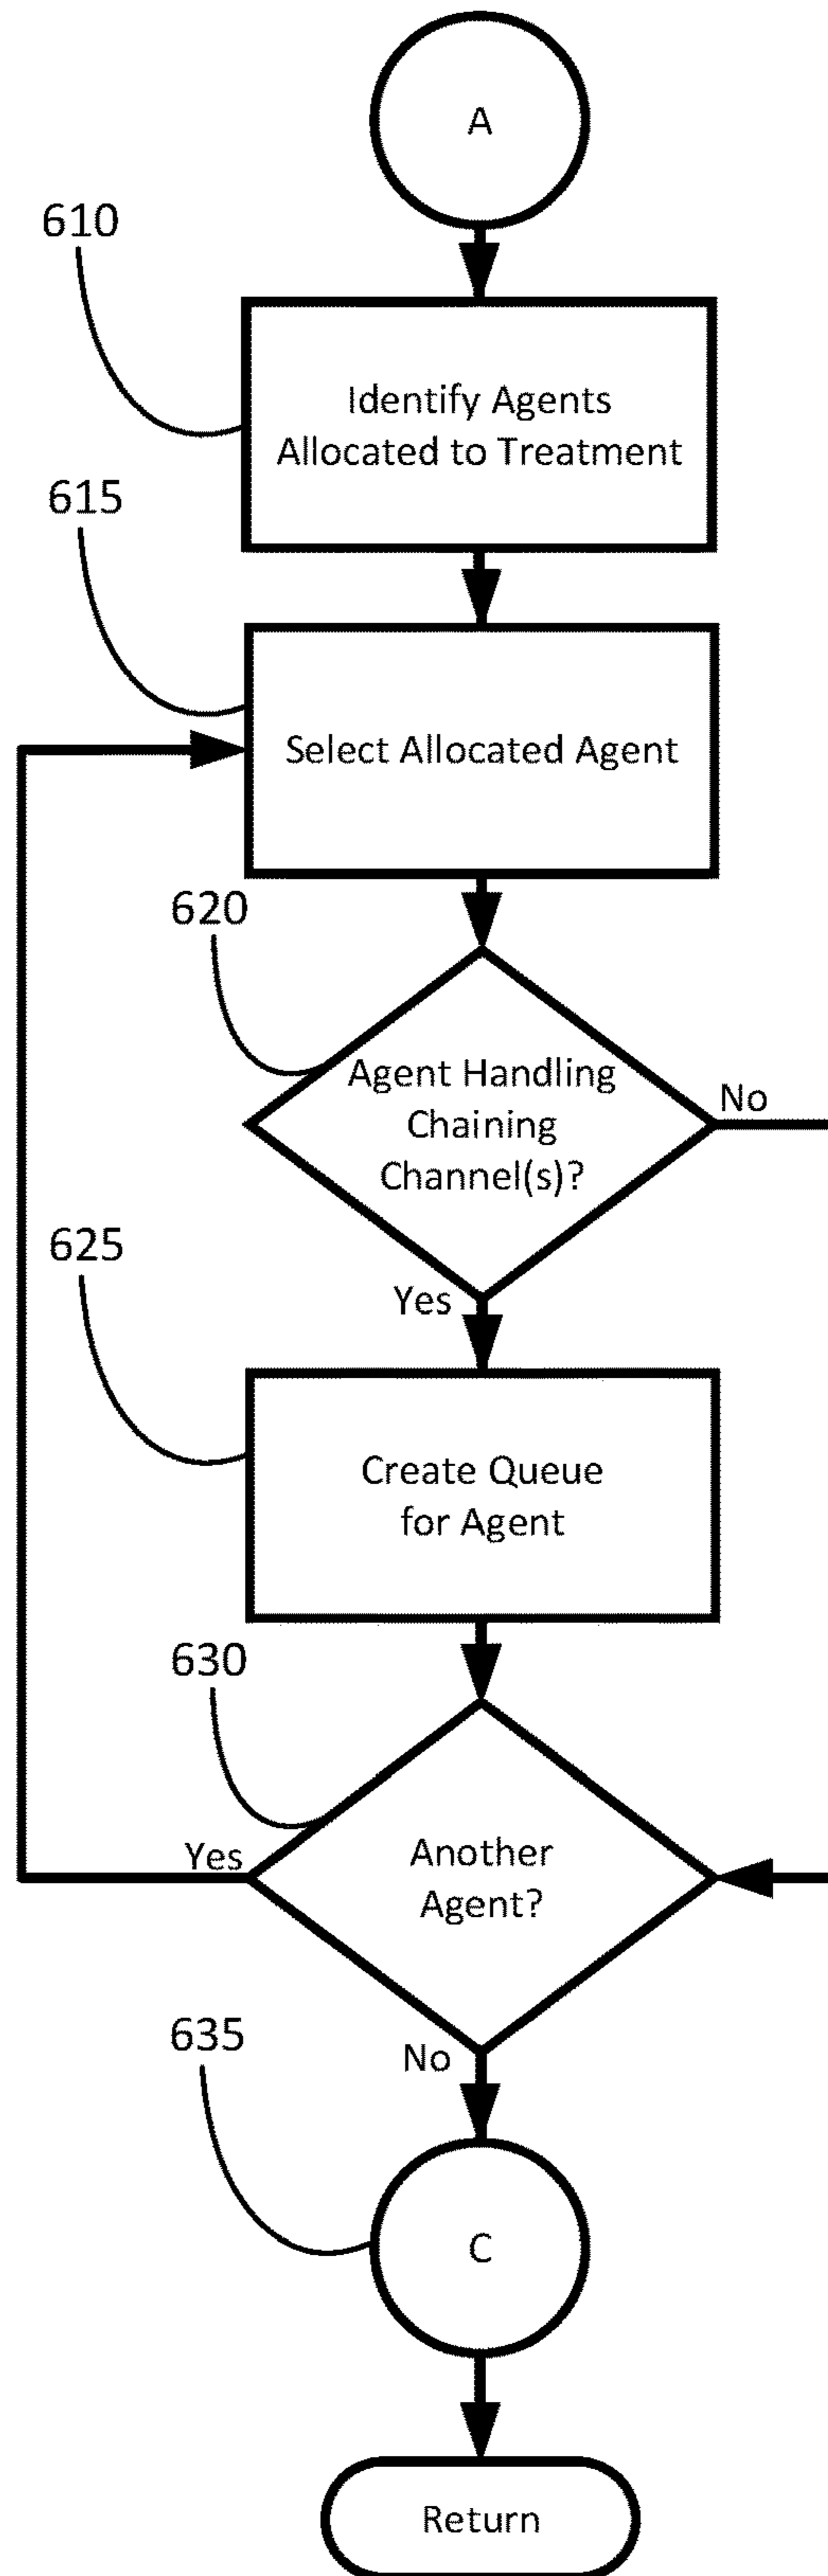 A
610
Identify Agents
Allocated to Treatment
615
Select Allocated Agent
620
Agent Handling
Chaining
Channel(s)?
No
Yes
625
Create Queue
for Agent
630
Another
Agent?
Yes
No
635
C
Return